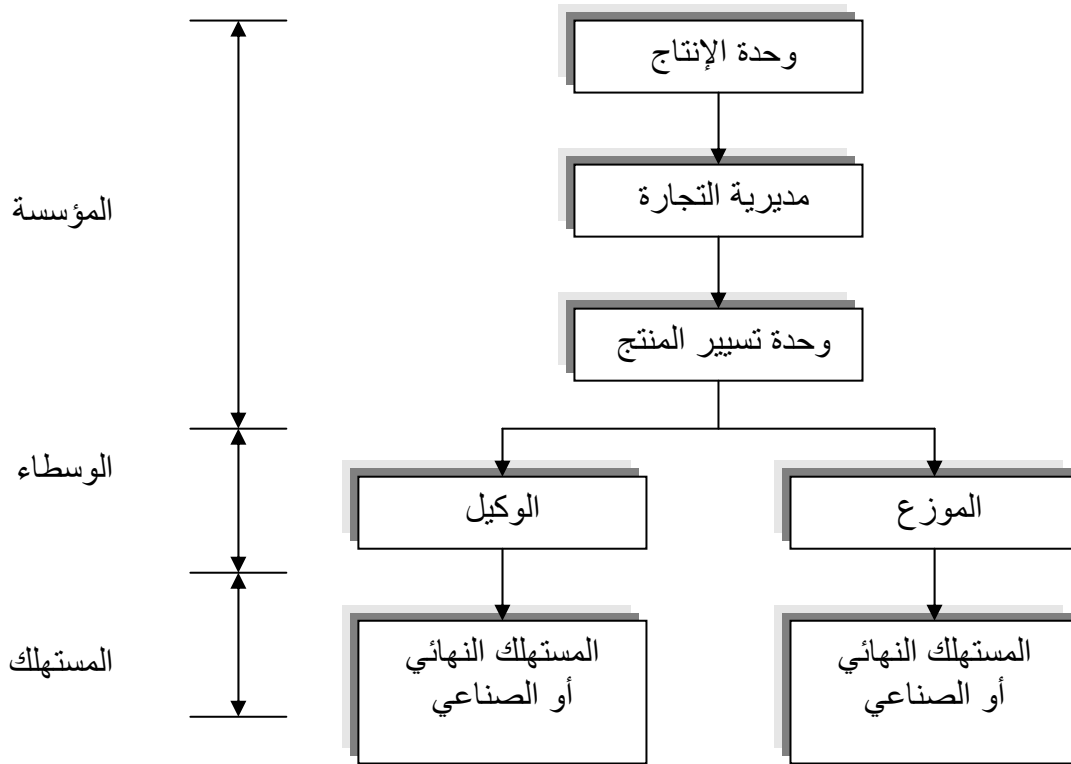 وحدة الإنتاج
مديرية التجارة
المؤسسة
وحدة تسيير المنتج
الوسطاء
الموزع
الوكيل
المستهلك النهائي
أو الصناعي
المستهلك النهائي
أو الصناعي
المستهلك